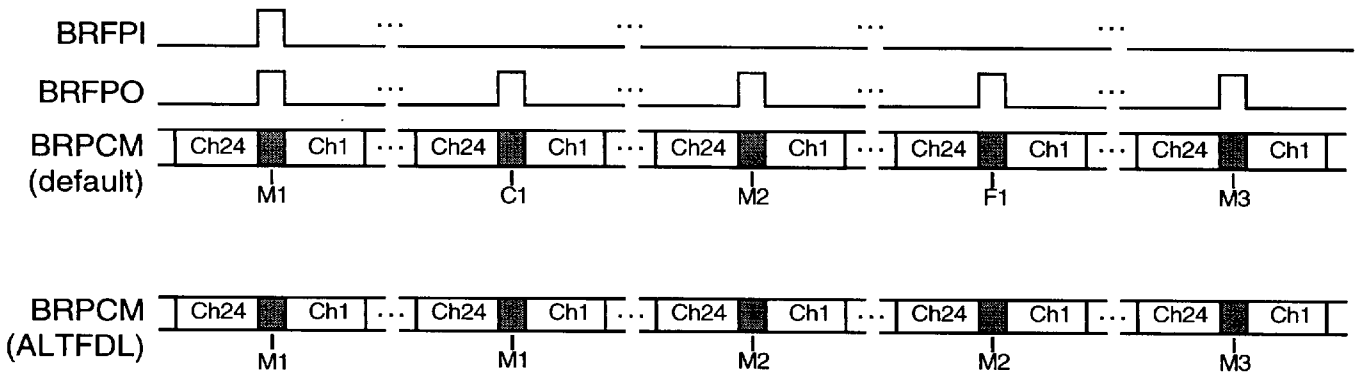 BRFPI ... ... ... ...
BRFPO ... ... ... ...
BRPCM Ch24 Ch1 ... Ch24 Ch1 ... Ch24 Ch1 ... Ch24 Ch1 ... Ch24 Ch1
(default) M1 C1 M2 F1 M3
BRPCM Ch24 Ch1 ... Ch24 Ch1 ... Ch24 Ch1 ... Ch24 Ch1 ... Ch24 Ch1
(ALTFDL) M1 M1 M2 M2 M3